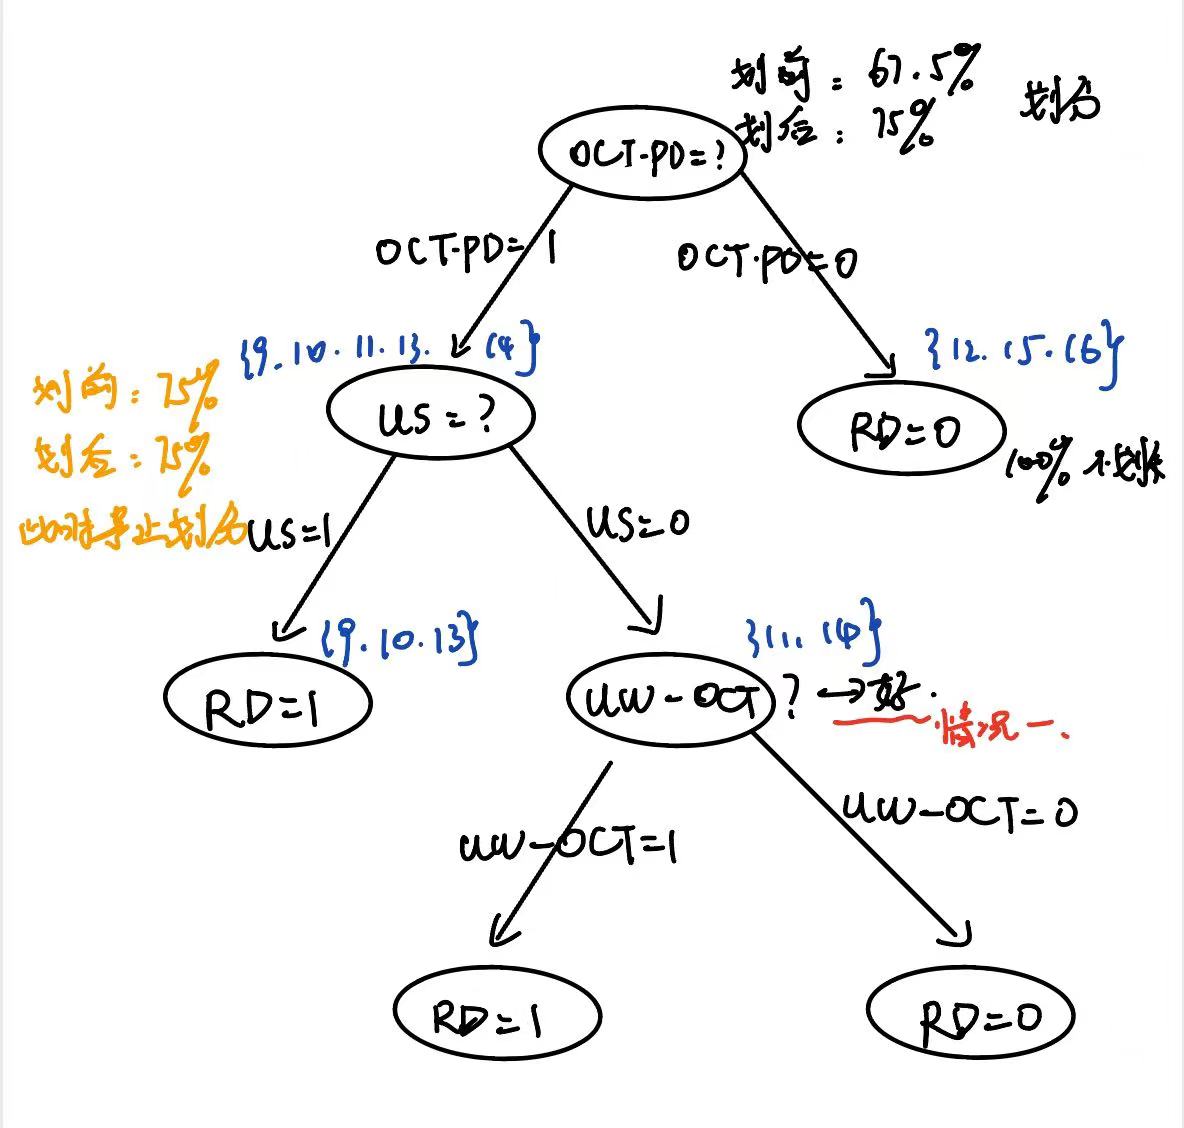 划前：67.5%
划后：75%
划分
OCT-PD=?
OCT-PD=1
OCT-PD=0
{9.10.11.13.14}
{12.15.16}
划前：75%
划后：75%
此时停止划分
US=?
RD=0
100% 不划分
US=1
US=0
{9.10.13}
{11.14}
RD=1
UW-OCT?→好.
情况一、
UW-OCT=1
UW-OCT=0
RD=1
RD=0